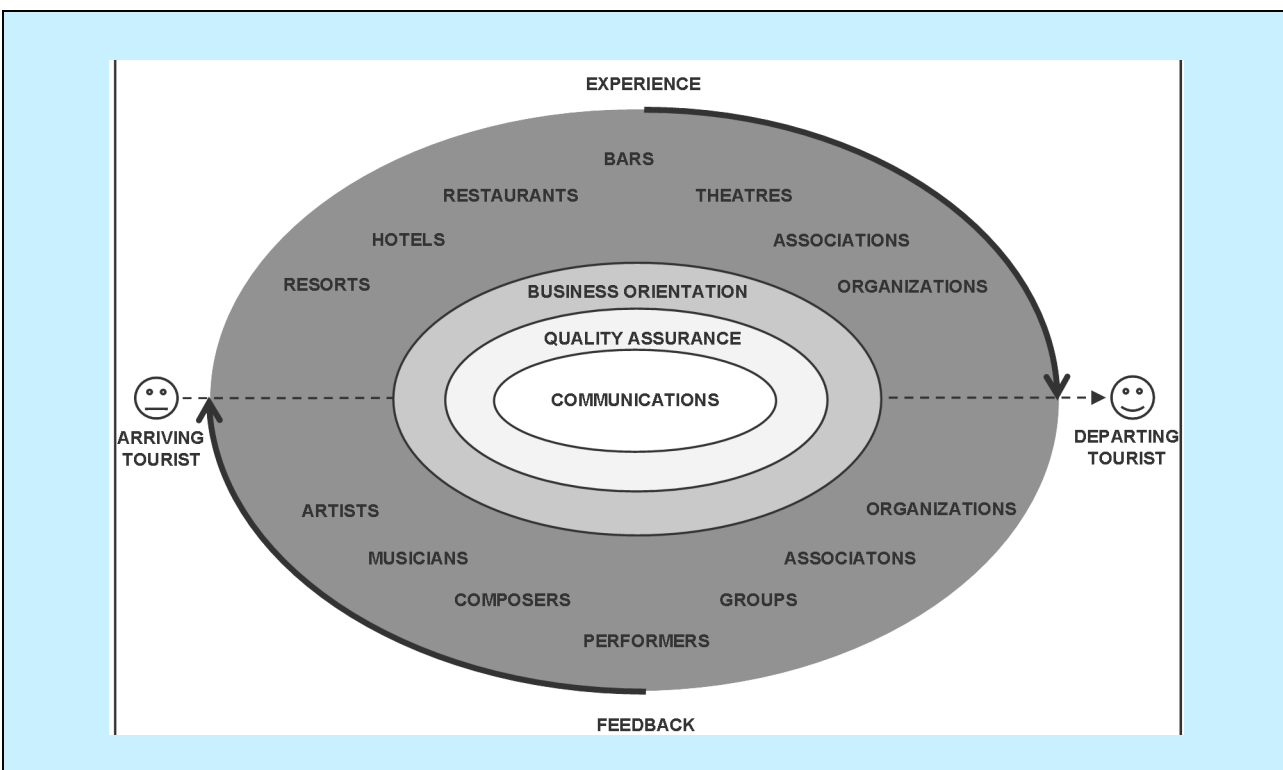 EXPERIENCE
BARS
RESTAURANTS THEATRES
HOTELS ASSOCIATIONS
RESORTS ORGANIZATIONS
BUSINESS ORIENTATION
QUALITY ASSURANCE
COMMUNICATIONS
ARRIVING
TOURIST
DEPARTING
TOURIST
ARTISTS ORGANIZATIONS
MUSICIANS ASSOCIATONS
COMPOSERS GROUPS
PERFORMERS
FEEDBACK